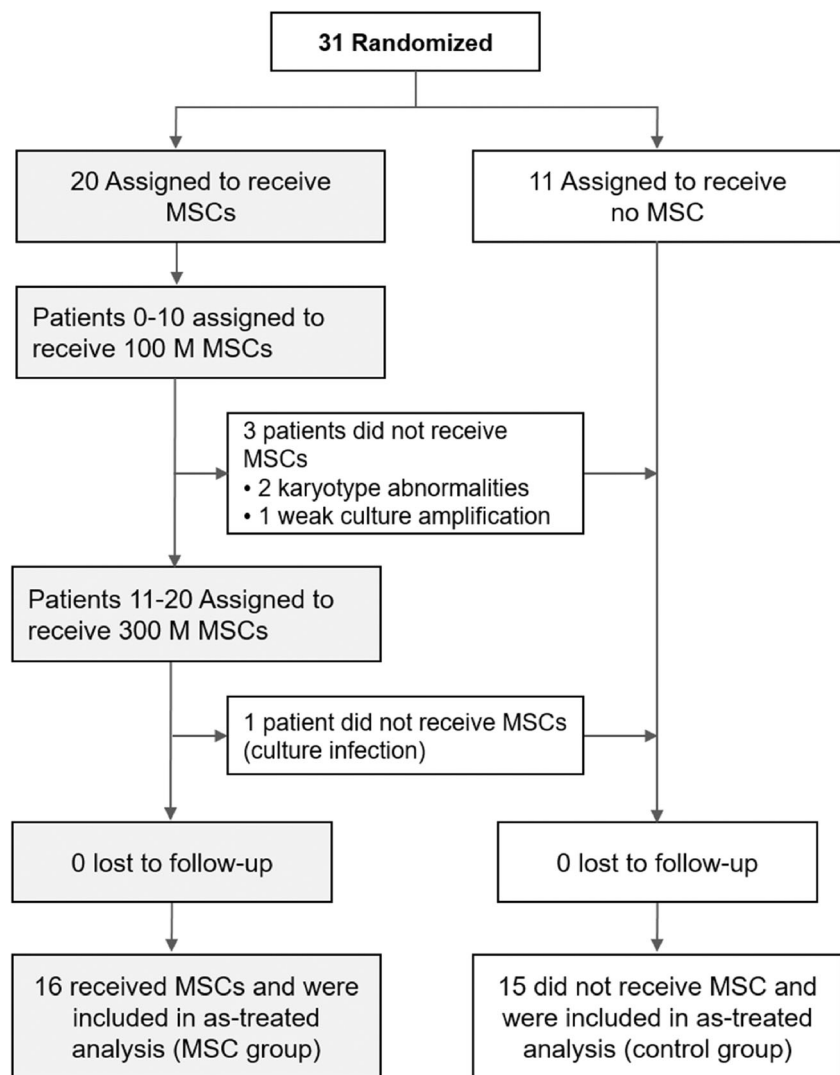 31 Randomized
20 Assigned to receive
MSCs
11 Assigned to receive
no MSC
Patients 0-10 assigned to
receive 100 M MSCs
3 patients did not receive
MSCs
• 2 karyotype abnormalities
• 1 weak culture amplification
Patients 11-20 Assigned to
receive 300 M MSCs
1 patient did not receive MSCs
(culture infection)
0 lost to follow-up
0 lost to follow-up
16 received MSCs and were
included in as-treated
analysis (MSC group)
15 did not receive MSC and
were included in as-treated
analysis (control group)